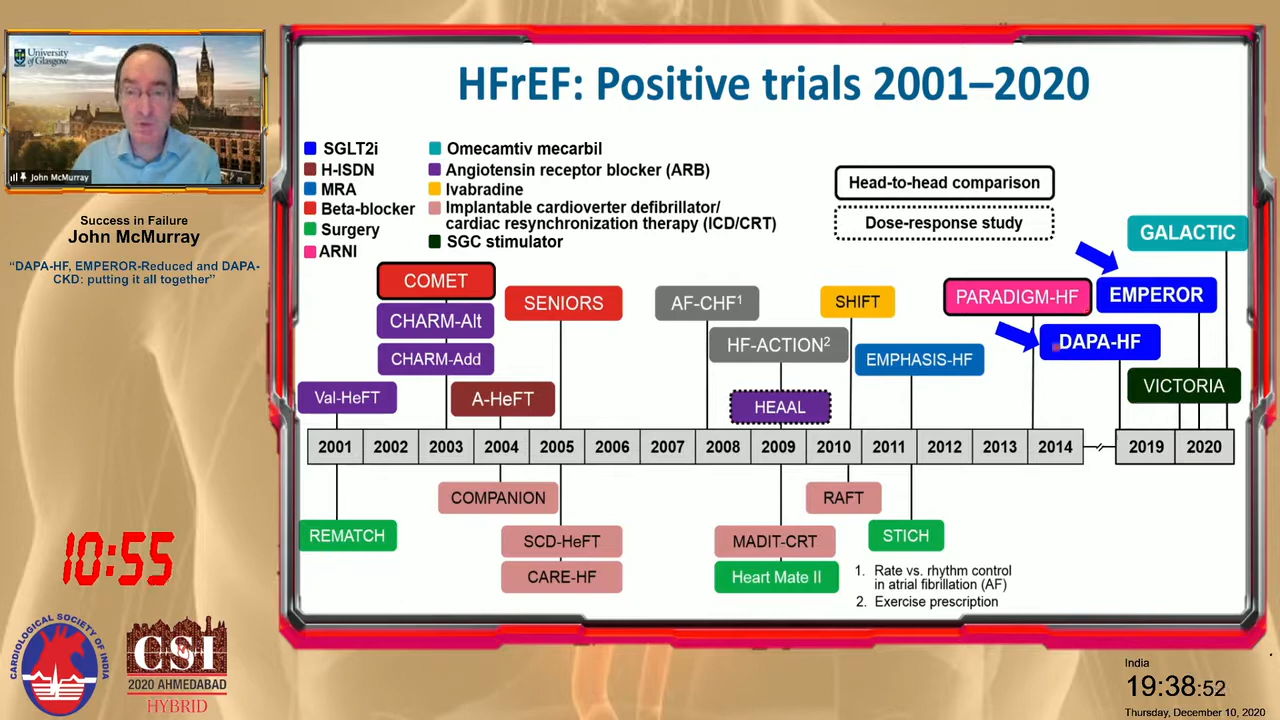 University
of Glasgow
John McMurray
Success in Failure
John McMurray
“DAPA-HF, EMPEROR-Reduced and DAPA-
CKD: putting it all together”
10:55
CARDIOLOGICAL SOCIETY OF INDIA
CSI
2020 AHMEDABAD
HYBRID
HFrEF: Positive trials 2001–2020
SGLT2i
H-ISDN
MRA
Beta-blocker
Surgery
ARNI
Omecamtiv mecarbil
Angiotensin receptor blocker (ARB)
Ivabradine
Implantable cardioverter defibrillator/
cardiac resynchronization therapy (ICD/CRT)
SGC stimulator
Head-to-head comparison
Dose-response study
GALACTIC
COMET
SENIORS
AF-CHF¹
SHIFT
PARADIGM-HF
EMPEROR
CHARM-Alt
HF-ACTION²
DAPA-HF
CHARM-Add
EMPHASIS-HF
VICTORIA
Val-HeFT
A-HeFT
HEAAL
2001 2002 2003 2004 2005 2006 2007 2008 2009 2010 2011 2012 2013 2014 2019 2020
COMPANION
RAFT
REMATCH
SCD-HeFT
MADIT-CRT
STICH
CARE-HF
Heart Mate II
1. Rate vs. rhythm control
in atrial fibrillation (AF)
2. Exercise prescription
India
19:38:52
Thursday, December 10, 2020